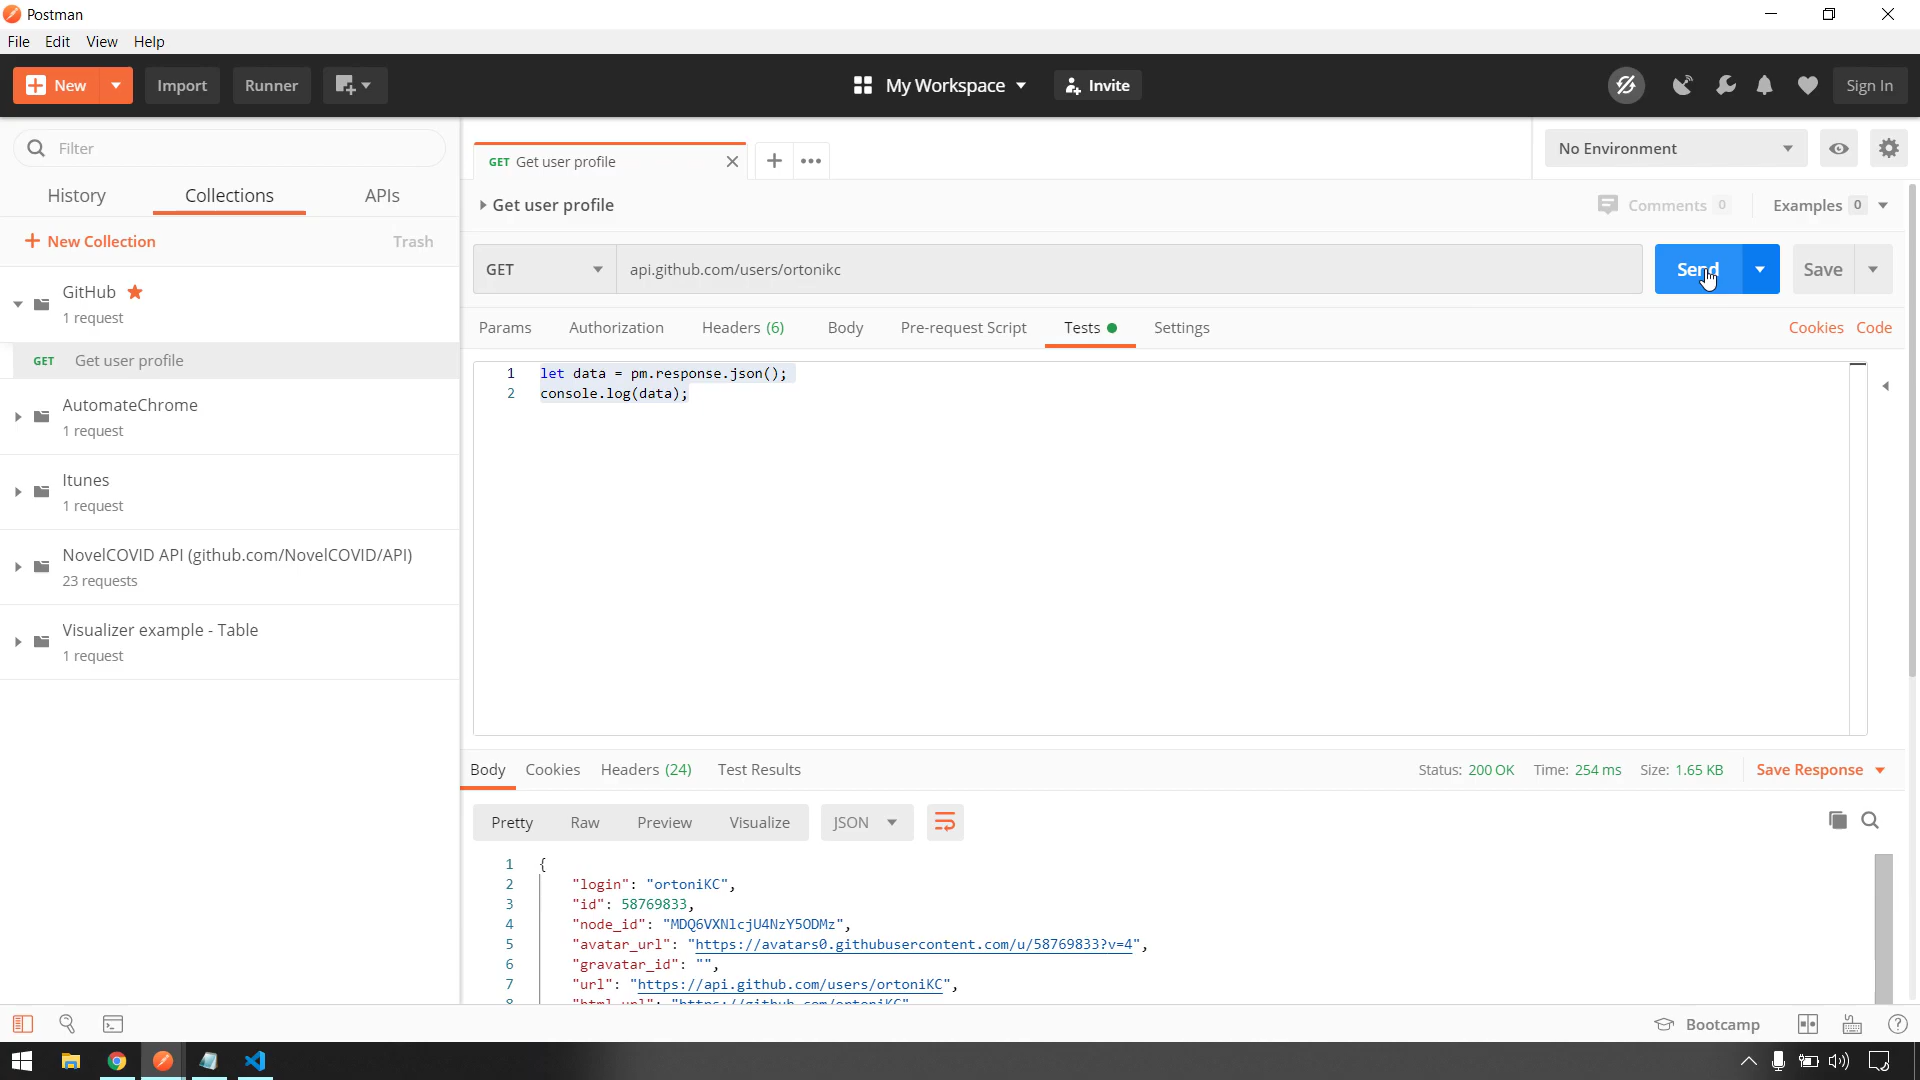 Postman
File Edit View Help
New Import Runner My Workspace Invite Sign In
Filter
History Collections APIs
New Collection Trash
GitHub
1 request
GET Get user profile
AutomateChrome
1 request
Itunes
1 request
NovelCOVID API (github.com/NovelCOVID/API)
23 requests
Visualizer example - Table
1 request
GET Get user profile
No Environment
Get user profile
Comments 0 Examples 0
GET api.github.com/users/ortonikc Send Save
Params Authorization Headers (6) Body Pre-request Script Tests Settings Cookies Code
1 let data = pm.response.json();
2 console.log(data);
Body Cookies Headers (24) Test Results Status: 200 OK Time: 254 ms Size: 1.65 KB Save Response
Pretty Raw Preview Visualize JSON
1 {
2 "login": "ortoniKC",
3 "id": 58769833,
4 "node_id": "MDQ6VXNlcjU4NzY5ODMz",
5 "avatar_url": "https://avatars0.githubusercontent.com/u/58769833?v=4",
6 "gravatar_id": "",
7 "url": "https://api.github.com/users/ortoniKC",
8 "html_url": "https://github.com/ortoniKC"
Bootcamp